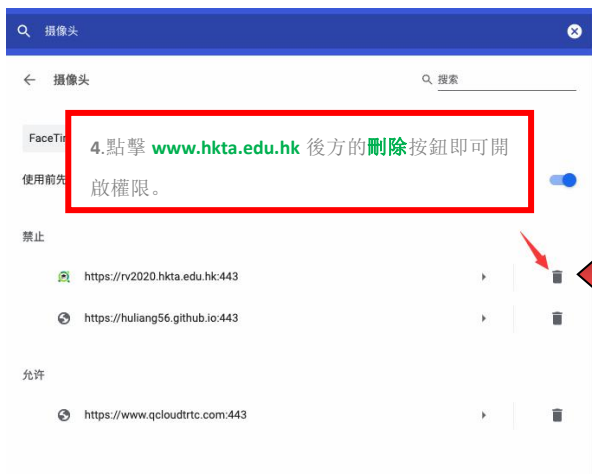 摄像头
摄像头
搜索
FaceTi
4.點擊 www.hkta.edu.hk 後方的刪除按鈕即可開
啟權限。
使用前先
禁止
https://rv2020.hkta.edu.hk:443
https://huliang56.github.io:443
允许
https://www.qcloudtrtc.com:443